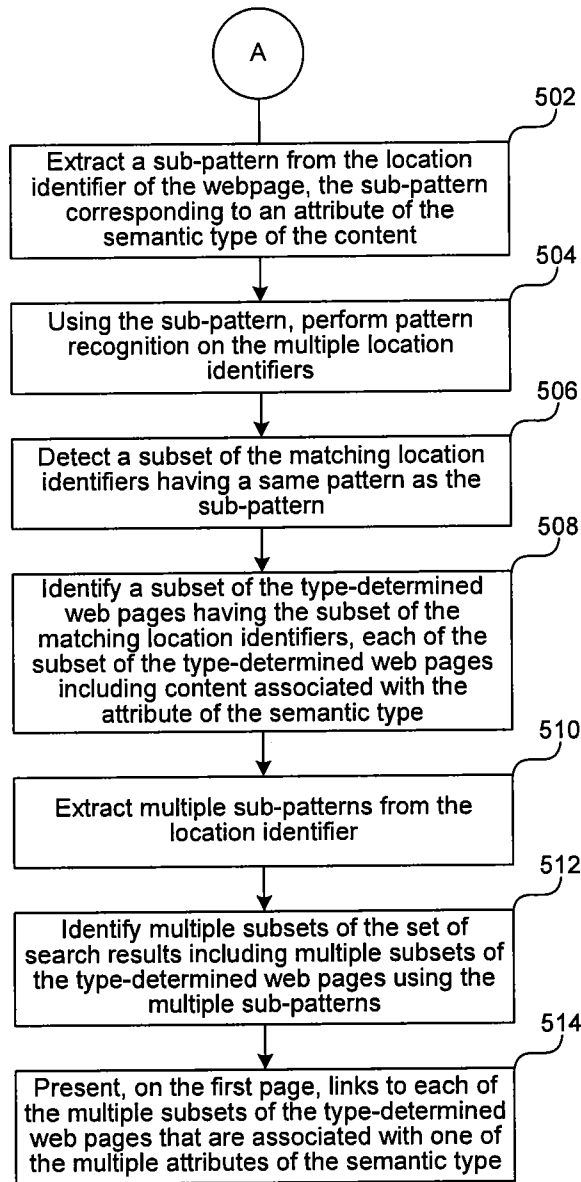 A
502
Extract a sub-pattern from the location
identifier of the webpage, the sub-pattern
corresponding to an attribute of the
semantic type of the content
504
Using the sub-pattern, perform pattern
recognition on the multiple location
identifiers
506
Detect a subset of the matching location
identifiers having a same pattern as the
sub-pattern
508
Identify a subset of the type-determined
web pages having the subset of the
matching location identifiers, each of the
subset of the type-determined web pages
including content associated with the
attribute of the semantic type
510
Extract multiple sub-patterns from the
location identifier
512
Identify multiple subsets of the set of
search results including multiple subsets of
the type-determined web pages using the
multiple sub-patterns
514
Present, on the first page, links to each of
the multiple subsets of the type-determined
web pages that are associated with one of
the multiple attributes of the semantic type